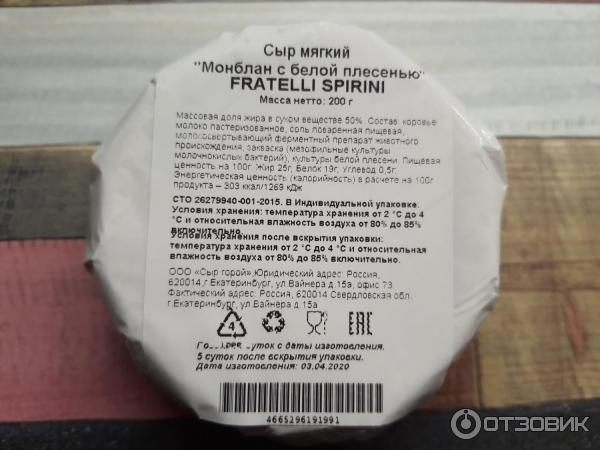 Сыр мягкий
"Монблан с белой плесенью"
FRATELLI SPIRINI
Масса нетто: 200 г
Массовая доля жира в сухом веществе 50%. Состав: коровье
молоко пастеризованное, соль поваренная пищевая,
молокосвертывающий ферментный препарат животного
происхождения, закваска (мезофильные культуры
молочнокислых бактерий), культуры белой плесени. Пищевая
ценность на 100г: Жир 25г, Белок 19г, Углевод 0,5г.
Энергетическая ценность (калорийность) в расчете на 100г
продукта – 303 ккал/1269 кДж
СТО 26279940-001-2015. В Индивидуальной упаковке.
Условия хранения: температура хранения от 2 °С до 4
°С и относительная влажность воздуха от 80% до 85%
включительно.
Условия хранения после вскрытия упаковки:
температура хранения от 2 °С до 4 °С и относительная
влажность воздуха от 80% до 85% включительно.
ООО «Сыр горой»,Юридический адрес: Россия,
620014,г.Екатеринбург, ул.Вайнера д.15а, офис 73
Фактический адрес: Россия, 620014 Свердловская обл.
г.Екатеринбург, ул.Вайнера д.15а
4 EAC
суток с даты изготовления.
5 суток после вскрытия упаковки.
Дата изготовления: 03.04.2020
4665296191991
ОТЗОВИК